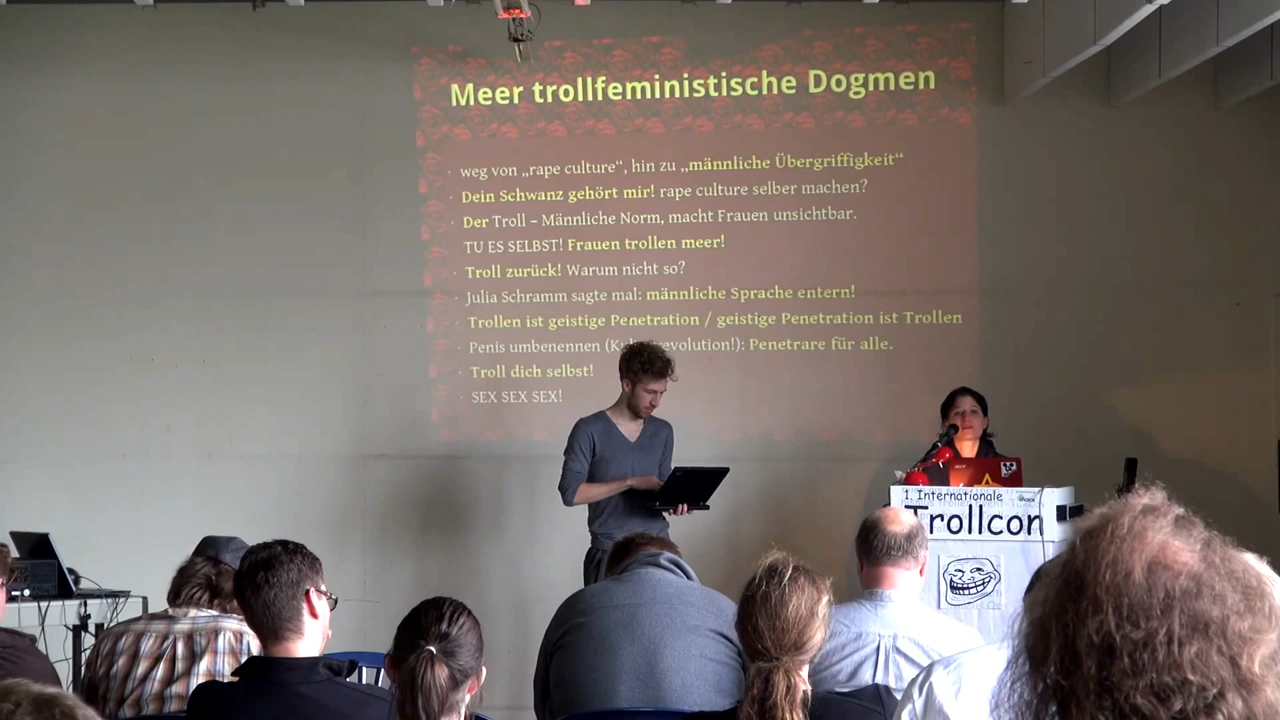 Meer trollfeministische Dogmen
· weg von „rape culture“, hin zu „männliche Übergriffigkeit“
· Dein Schwanz gehört mir! rape culture selber machen?
· Der Troll – Männliche Norm, macht Frauen unsichtbar.
TU ES SELBST! Frauen trollen meer!
· Troll zurück! Warum nicht so?
· Julia Schramm sagte mal: männliche Sprache entern!
· Trollen ist geistige Penetration / geistige Penetration ist Trollen
· Penis umbenennen revolution!): Penetrare für alle.
· Troll dich selbst!
· SEX SEX SEX!
1. Internationale
Trollcon